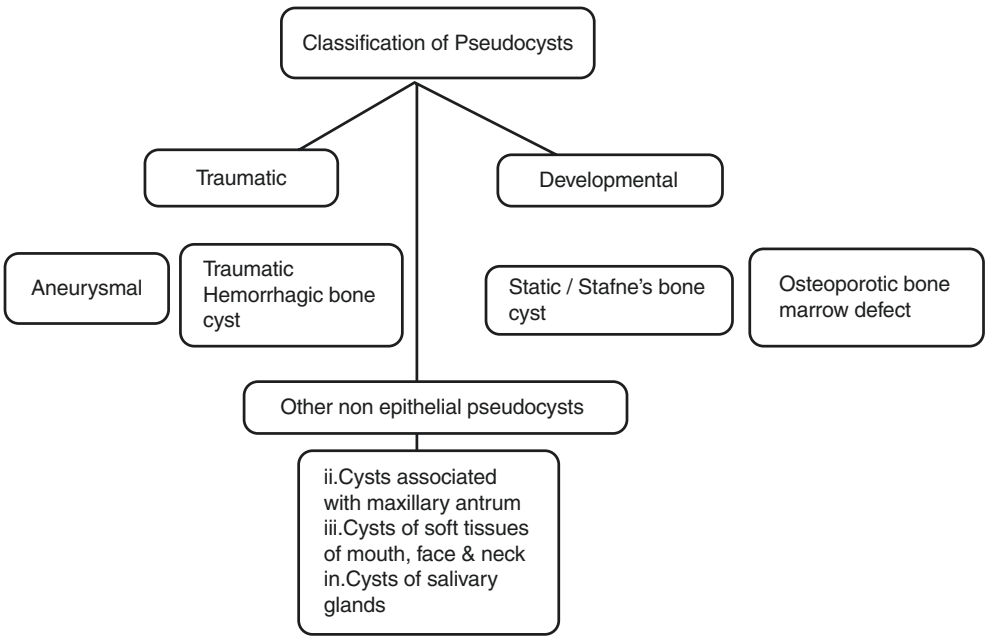 Classification of Pseudocysts
Traumatic
Developmental
Aneurysmal
Traumatic
Hemorrhagic bone
cyst
Static / Stafne's bone
cyst
Osteoporotic bone
marrow defect
Other non epithelial pseudocysts
ii.Cysts associated
with maxillary antrum
iii.Cysts of soft tissues
of mouth, face & neck
in.Cysts of salivary
glands